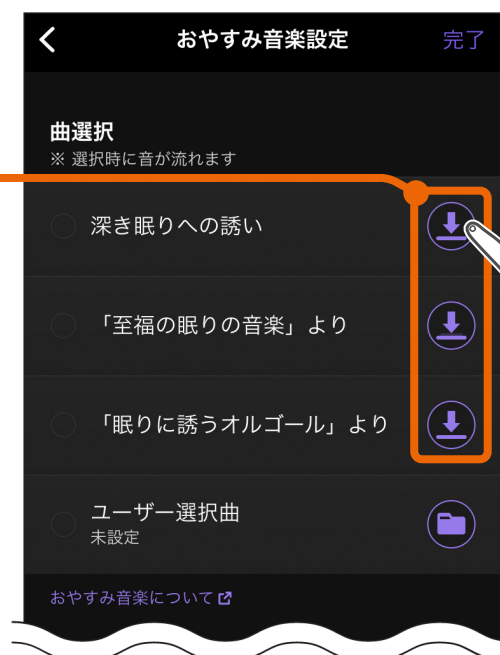 おやすみ音楽設定 完了
曲選択
※ 選択時に音が流れます
深き眠りへの誘い
「至福の眠りの音楽」より
「眠りに誘うオルゴール」より
ユーザー選択曲
未設定
おやすみ音楽について